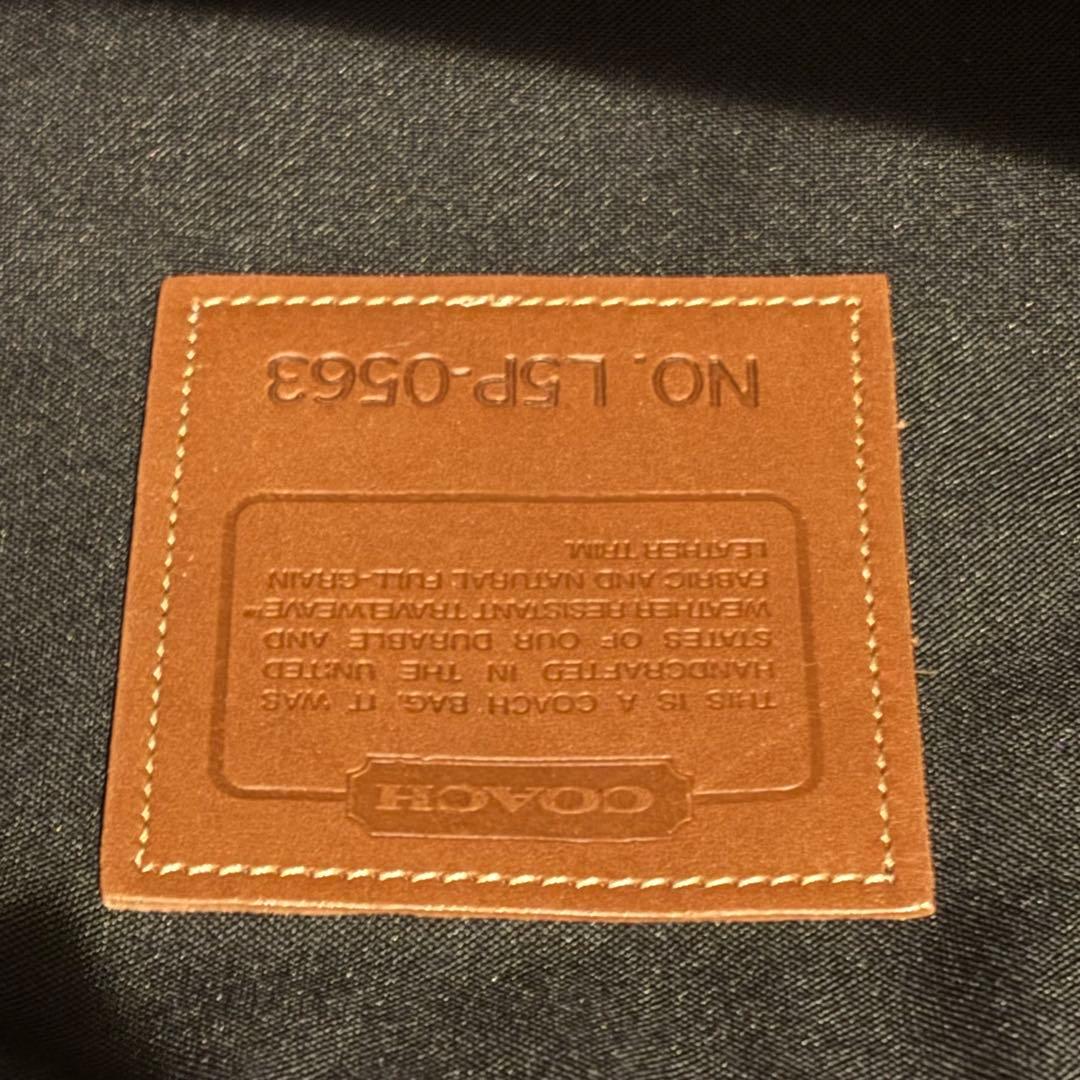 COACH
THIS IS A COACH BAG. IT WAS
HANDCRAFTED IN THE UNITED
STATES OF OUR DURABLE AND
WEATHER RESISTANT TRAVELWEAVE™
FABRIC AND NATURAL FULL-GRAIN
LEATHER TRIM.
NO. L5P-0563